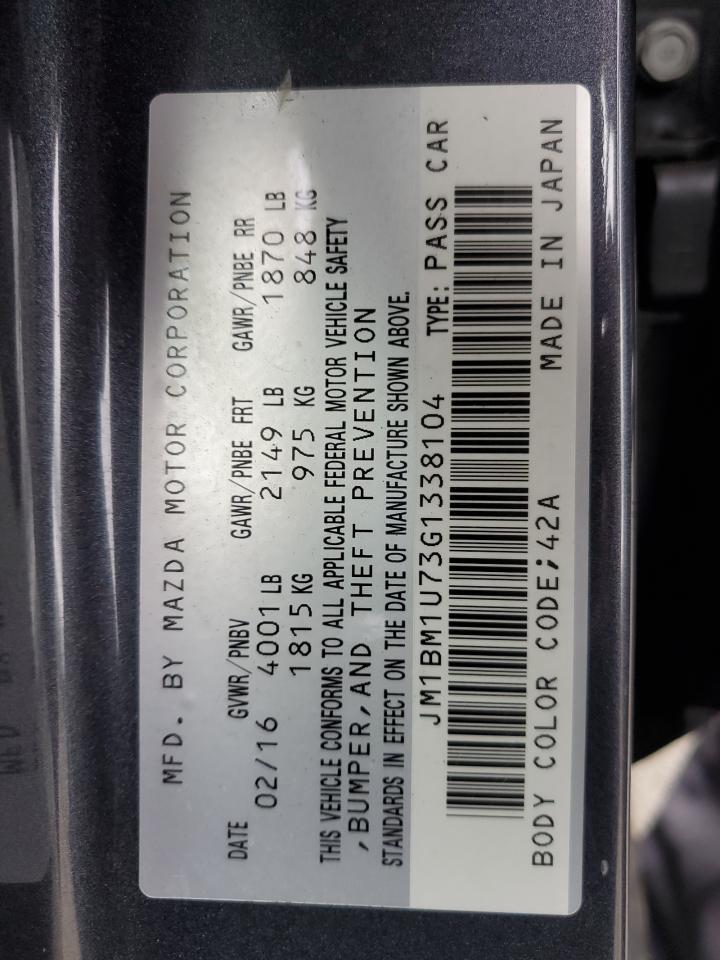 MFD. BY MAZDA MOTOR CORPORATION
DATE GVWR/PNBV GAWR/PNBE FRT GAWR/PNBE RR
02/16 4001 LB 2149 LB 1870 LB
1815 KG 975 KG 848 KG
THIS VEHICLE CONFORMS TO ALL APPLICABLE FEDERAL MOTOR VEHICLE SAFETY
,BUMPER,AND THEFT PREVENTION
STANDARDS IN EFFECT ON THE DATE OF MANUFACTURE SHOWN ABOVE.
JM1BM1U73G1338104 TYPE: PASS CAR
BODY COLOR CODE;42A MADE IN JAPAN